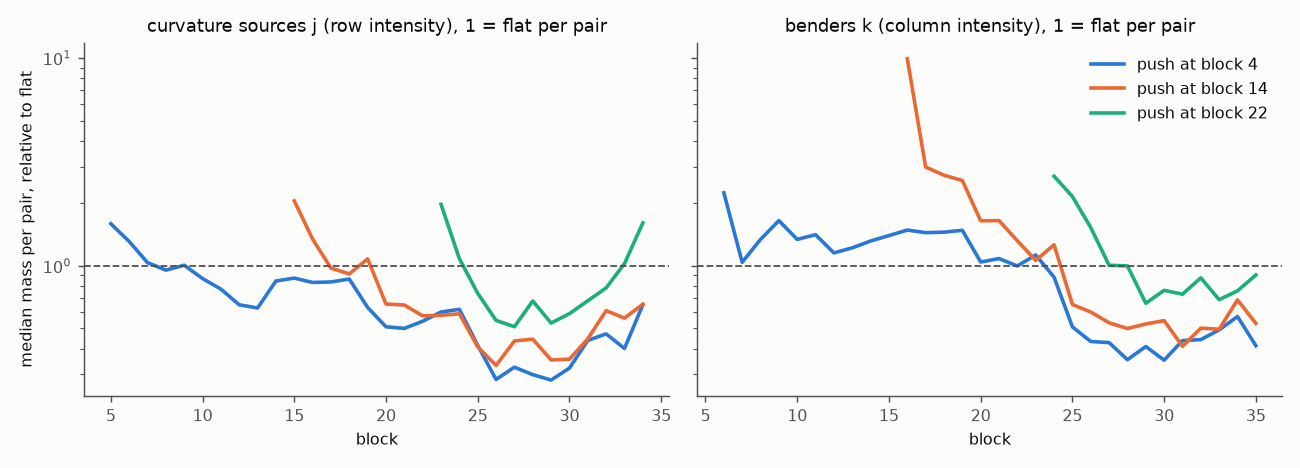 curvature sources j (row intensity), 1 = flat per pair
benders k (column intensity), 1 = flat per pair
median mass per pair, relative to flat
10¹
10⁰
push at block 4
push at block 14
push at block 22
5 10 15 20 25 30 35
5 10 15 20 25 30 35
block
block